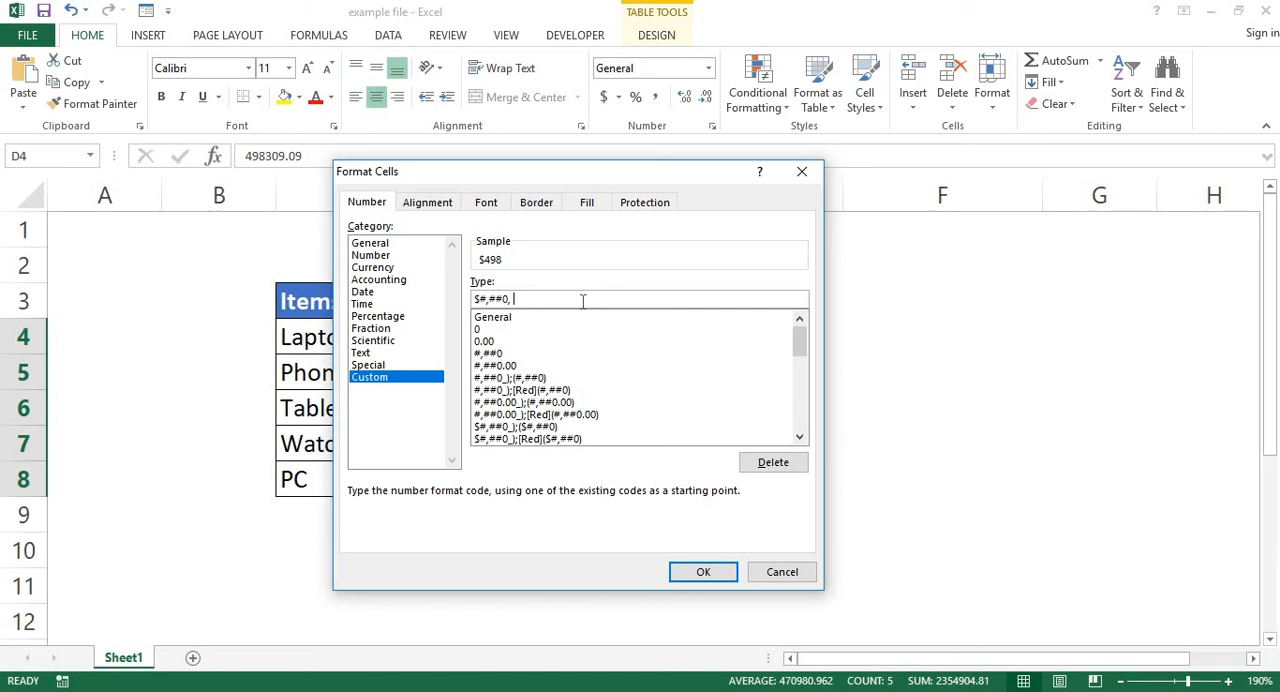 example file - Excel
TABLE TOOLS
Sign in
FILE HOME INSERT PAGE LAYOUT FORMULAS DATA REVIEW VIEW DEVELOPER DESIGN
Paste
Cut
Copy
Format Painter
Calibri 11
B I U
Wrap Text
Merge & Center
General
$ % ,
Conditional Formatting
Format as Table
Cell Styles
Insert
Delete
Format
AutoSum
Fill
Clear
Sort & Filter
Find & Select
Clipboard Font Alignment Number Styles Cells Editing
D4 fx 498309.09
A B F G H
1
2
3 Items
4 Lapto
5 Phon
6 Table
7 Watc
8 PC
9
10
11
12
Format Cells
?
Number Alignment Font Border Fill Protection
Category:
General
Number
Currency
Accounting
Date
Time
Percentage
Fraction
Scientific
Text
Special
Custom
Sample
$498
Type:
$#,##0,
General
0
0.00
#,##0
#,##0.00
#,##0_);(#,##0)
#,##0_);[Red](#,##0)
#,##0.00_);(#,##0.00)
#,##0.00_);[Red](#,##0.00)
$#,##0_);($#,##0)
$#,##0_);[Red]($#,##0)
Delete
Type the number format code, using one of the existing codes as a starting point.
OK Cancel
Sheet1
READY AVERAGE: 470980.962 COUNT: 5 SUM: 2354904.81 190%